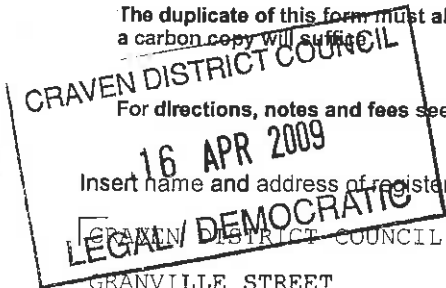 The duplicate of this form must al
a carbon copy will suffice
CRAVEN DISTRICT COUNCIL
For directions, notes and fees see
16 APR 2009
Insert name and address of register
LEGAL / DEMOCRATIC
CRAVEN DISTRICT COUNCIL
GRANVILLE STREET